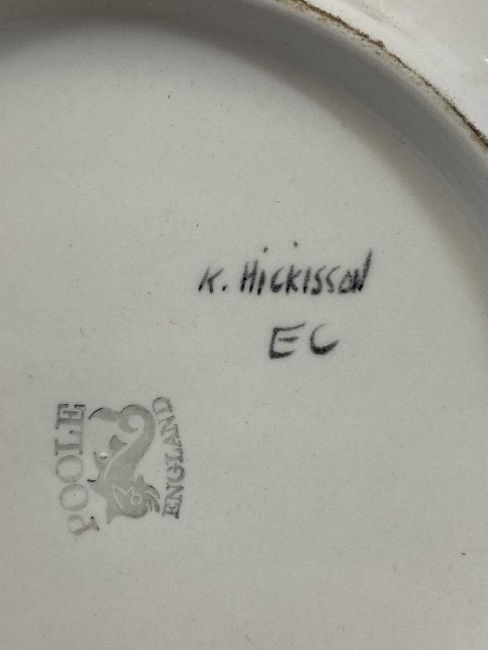 K. HiCKISSON
EC
POOLE
ENGLAND